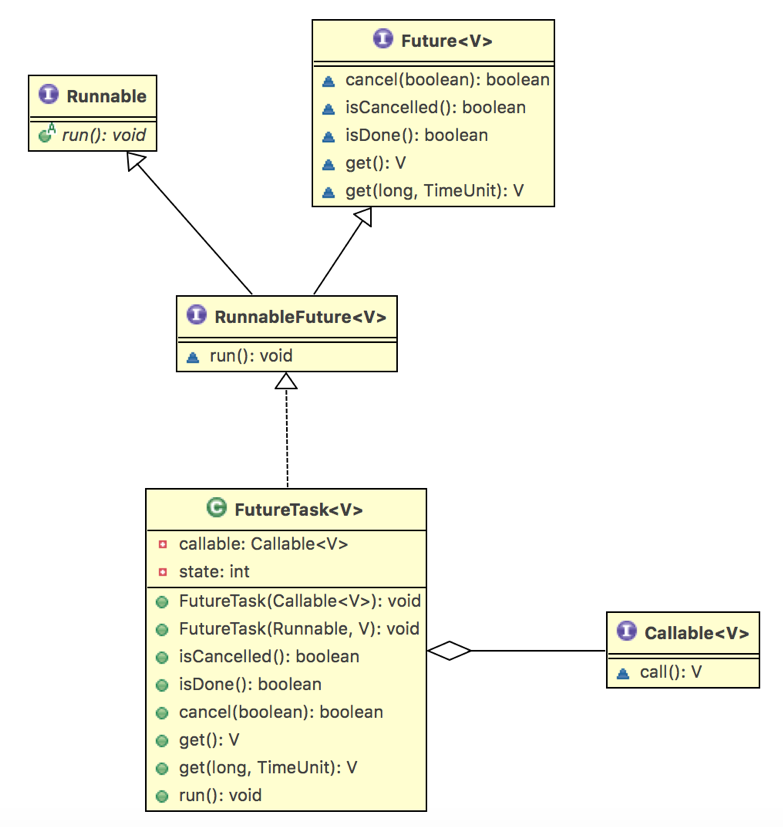 I Future<V>
cancel(boolean): boolean
isCancelled(): boolean
isDone(): boolean
get(): V
get(long, TimeUnit): V
I Runnable
A run(): void
I RunnableFuture<V>
run(): void
C FutureTask<V>
callable: Callable<V>
state: int
FutureTask(Callable<V>): void
FutureTask(Runnable, V): void
isCancelled(): boolean
isDone(): boolean
cancel(boolean): boolean
get(): V
get(long, TimeUnit): V
run(): void
I Callable<V>
call(): V